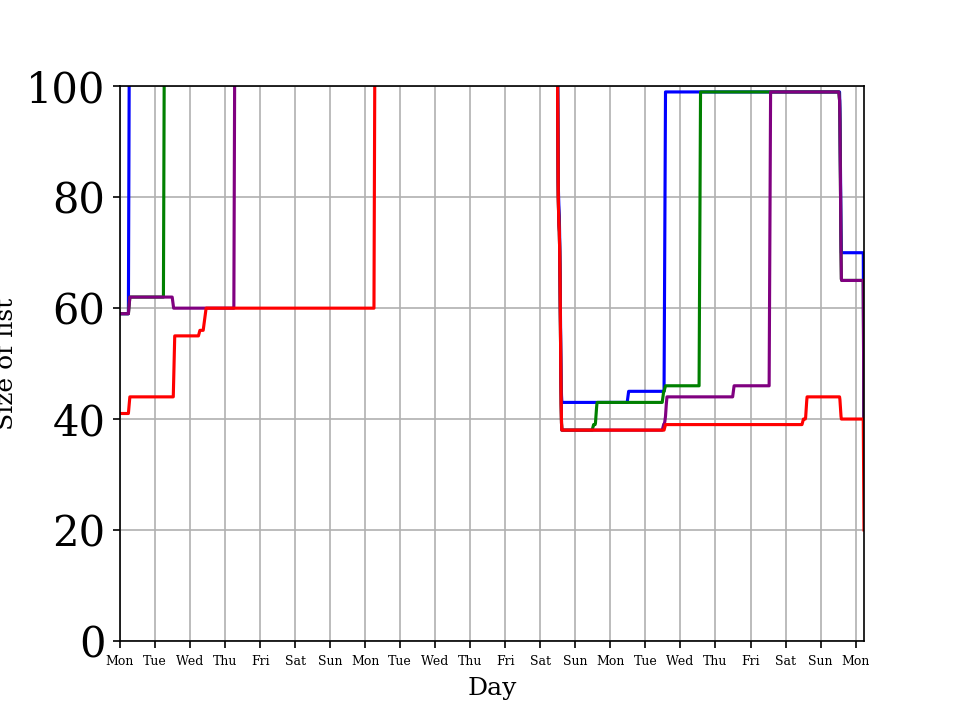 100
80
60
40
20
0
Size of list
Mon Tue Wed Thu Fri Sat Sun Mon Tue Wed Thu Fri Sat Sun Mon Tue Wed Thu Fri Sat Sun Mon
Day